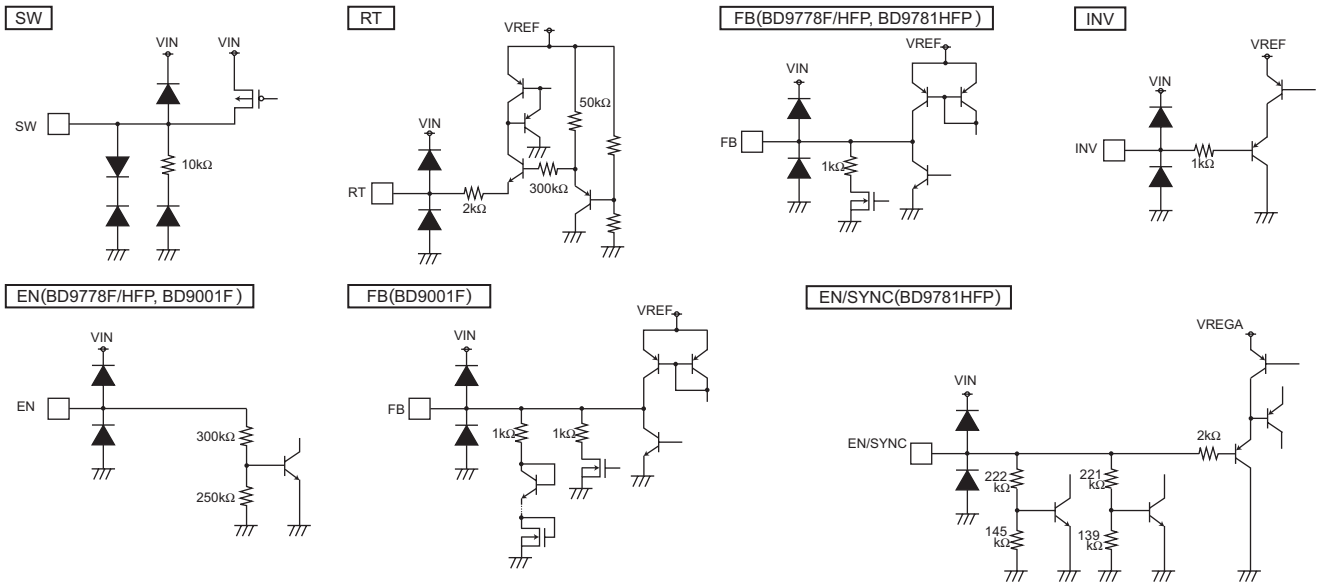 SW
VIN
VIN
SW
10kΩ
RT
VREF
50kΩ
VIN
300kΩ
RT
2kΩ
FB(BD9778F/HFP, BD9781HFP)
VREF
VIN
FB
1kΩ
INV
VREF
VIN
INV
1kΩ
EN(BD9778F/HFP, BD9001F)
VIN
EN
300kΩ
250kΩ
FB(BD9001F)
VREF
VIN
FB
1kΩ
1kΩ
EN/SYNC(BD9781HFP)
VREGA
VIN
EN/SYNC
2kΩ
222
kΩ
221
kΩ
145
kΩ
139
kΩ